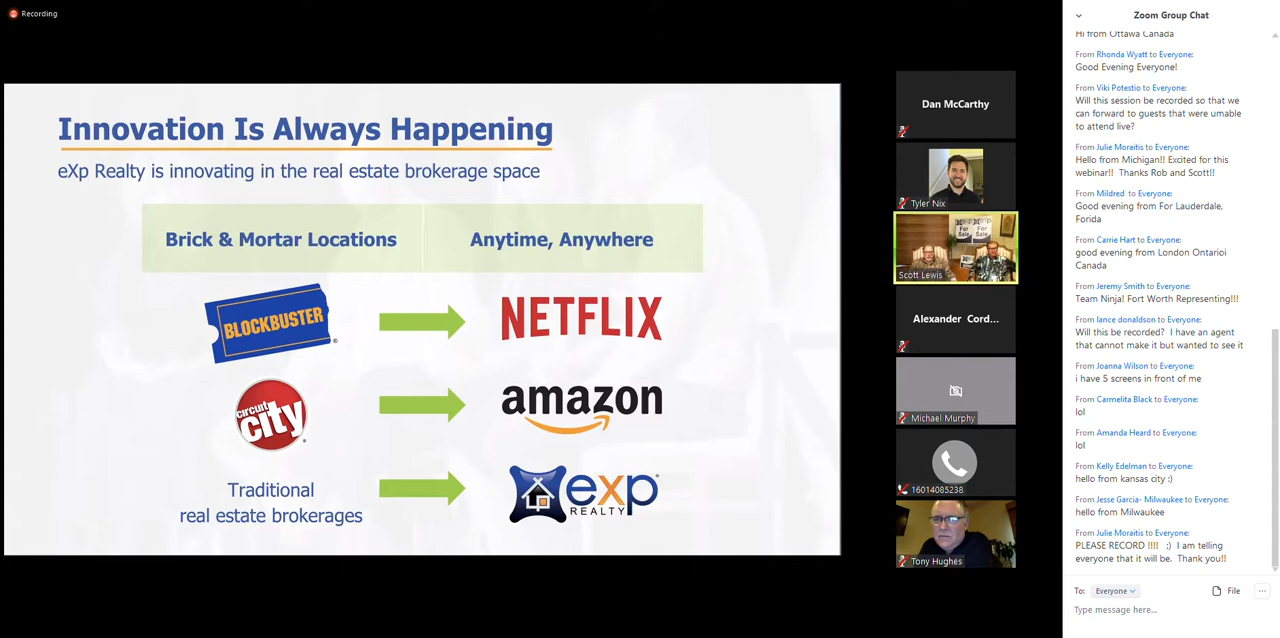 Recording
Innovation Is Always Happening
eXp Realty is innovating in the real estate brokerage space
Brick & Mortar Locations
Anytime, Anywhere
BLOCKBUSTER
NETFLIX
circuit
city
amazon
Traditional
real estate brokerages
exp
REALTY
Dan McCarthy
Tyler Nix
exp
For
Sale
exp
For
Sale
Scott Lewis
Alexander Cord...
Michael Murphy
16014085238
Tony Hughes
Zoom Group Chat
Hi from Ottawa Canada
From Rhonda Wyatt to Everyone:
Good Evening Everyone!
From Viki Potestio to Everyone:
Will this session be recorded so that we
can forward to guests that were umable
to attend live?
From Julie Moraitis to Everyone:
Hello from Michigan!! Excited for this
webinar!! Thanks Rob and Scott!!
From Mildred to Everyone:
Good evening from For Lauderdale,
Forida
From Carrie Hart to Everyone:
good evening from London Ontarioi
Canada
From Jeremy Smith to Everyone:
Team Ninja! Fort Worth Representing!!!
From lance donaldson to Everyone:
Will this be recorded? I have an agent
that cannot make it but wanted to see it
From Joanna Wilson to Everyone:
i have 5 screens in front of me
From Carmelita Black to Everyone:
lol
From Amanda Heard to Everyone:
lol
From Kelly Edelman to Everyone:
hello from kansas city :)
From Jesse Garcia- Milwaukee to Everyone:
hello from Milwaukee
From Julie Moraitis to Everyone:
PLEASE RECORD !!!! ;) I am telling
everyone that it will be. Thank you!!
To: Everyone
File
Type message here...